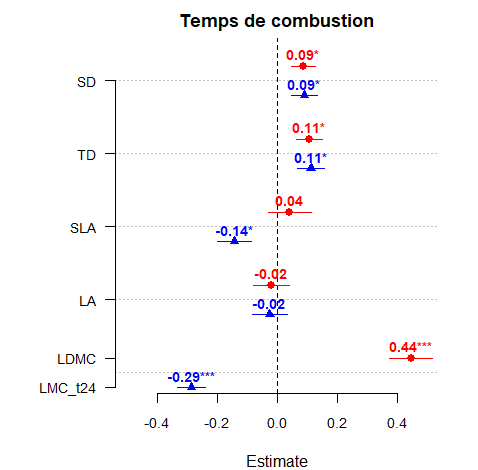 Temps de combustion
0.09*
SD
0.09*
0.11*
TD
0.11*
0.04
SLA
-0.14*
-0.02
LA
-0.02
LDMC
0.44***
LMC_t24
-0.29***
-0.4 -0.2 0.0 0.2 0.4
Estimate